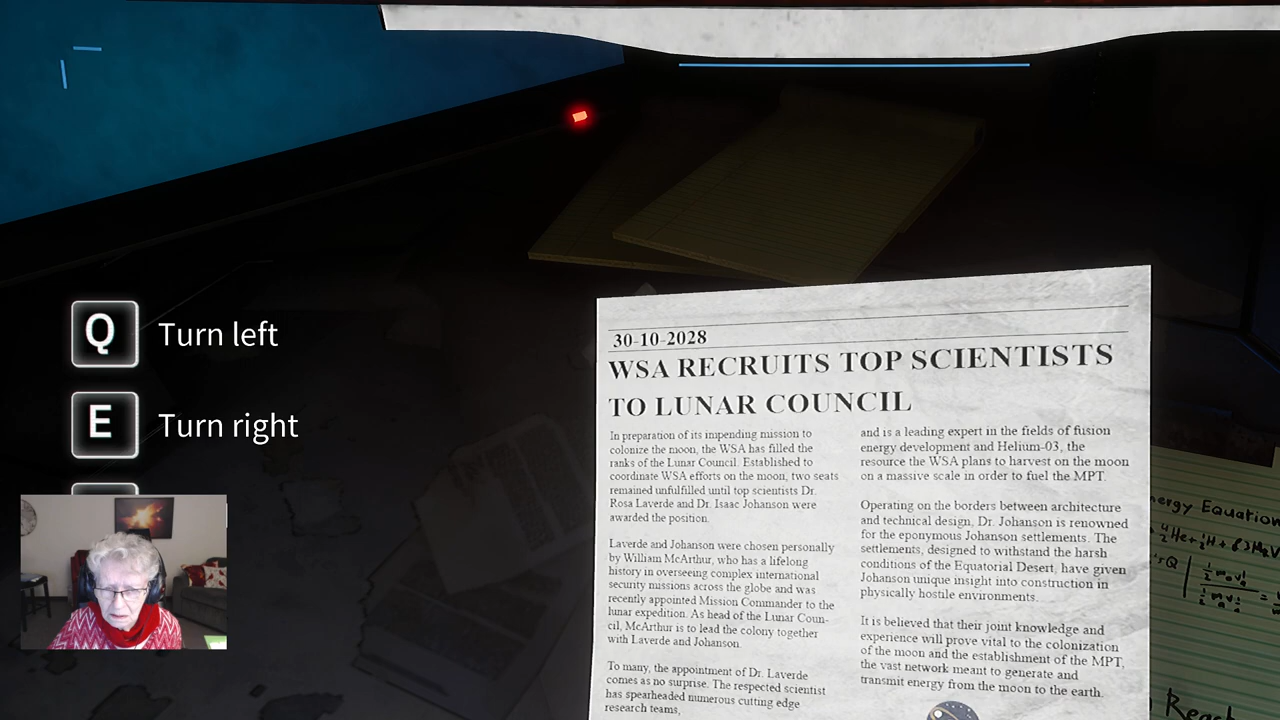 Q Turn left
E Turn right
30-10-2028
WSA RECRUITS TOP SCIENTISTS
TO LUNAR COUNCIL
In preparation of its impending mission to
colonize the moon, the WSA has filled the
ranks of the Lunar Council. Established to
coordinate WSA efforts on the moon, two seats
remained unfulfilled until top scientists Dr.
Rosa Laverde and Dr. Isaac Johanson were
awarded the position.
Laverde and Johanson were chosen personally
by William McArthur, who has a lifelong
history in overseeing complex international
security missions across the globe and was
recently appointed Mission Commander to the
lunar expedition. As head of the Lunar Coun-
cil, McArthur is to lead the colony together
with Laverde and Johanson.
To many, the appointment of Dr. Laverde
comes as no surprise. The respected scientist
has spearheaded numerous cutting edge
research teams,
and is a leading expert in the fields of fusion
energy development and Helium-03, the
resource the WSA plans to harvest on the moon
on a massive scale in order to fuel the MPT.
Operating on the borders between architecture
and technical design, Dr. Johanson is renowned
for the eponymous Johanson settlements. The
settlements, designed to withstand the harsh
conditions of the Equatorial Desert, have given
Johanson unique insight into construction in
physically hostile environments.
It is believed that their joint knowledge and
experience will prove vital to the colonization
of the moon and the establishment of the MPT,
the vast network meant to generate and
transmit energy from the moon to the earth.
nergy Equation